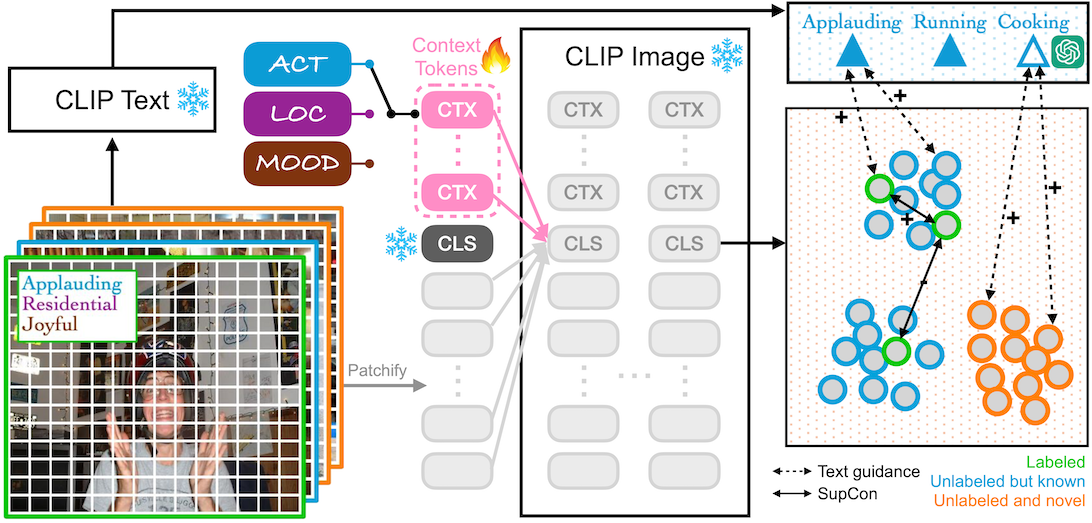 Applauding Running Cooking
CLIP Text
ACT
LOC
MOOD
Context
Tokens
CLIP Image
CTX CTX CTX
CTX CTX CTX
CLS CLS CLS
Applauding
Residential
Joyful
Patchify
+ +
+ +
+
-
Text guidance
SupCon
Labeled
Unlabeled but known
Unlabeled and novel